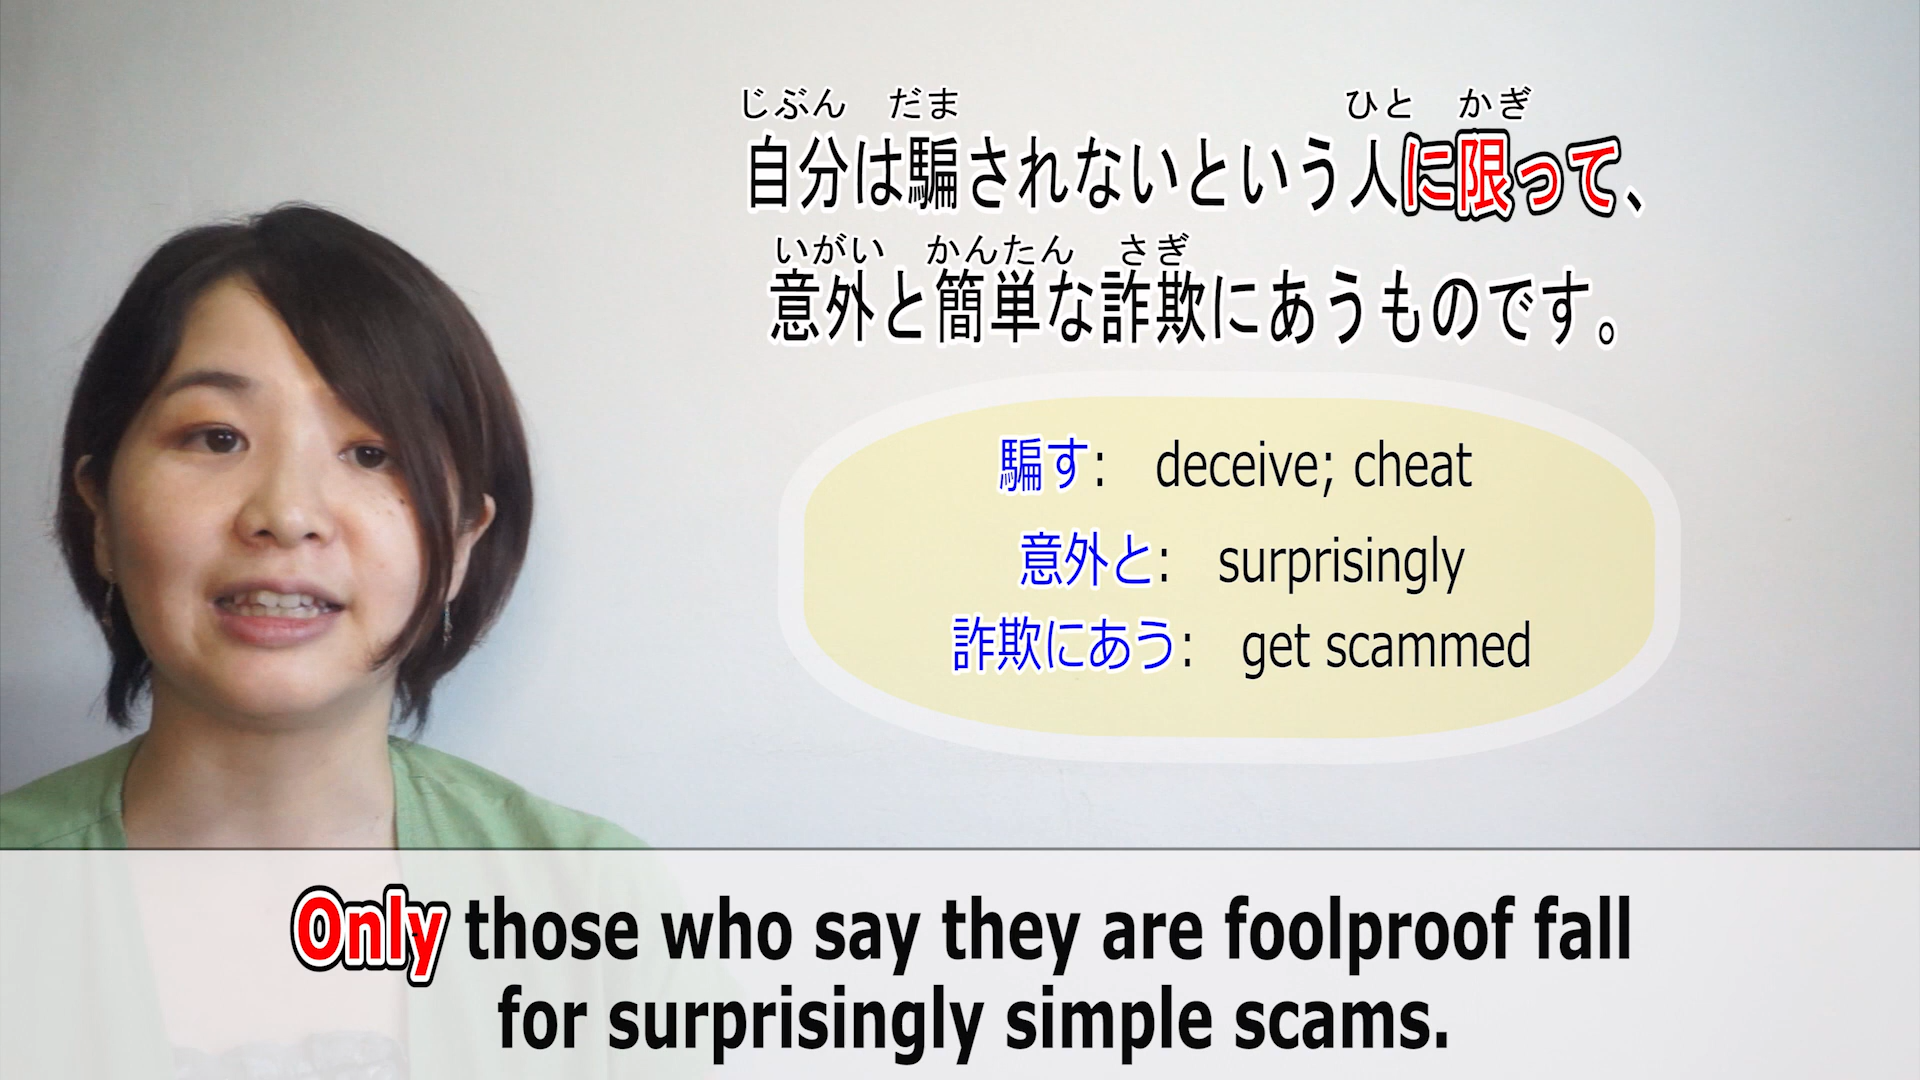 じぶん だま ひと かぎ
自分は騙されないという人に限って、
いがい かんたん さぎ
意外と簡単な詐欺にあうものです。
騙す: deceive; cheat
意外と: surprisingly
詐欺にあう: get scammed
Only those who say they are foolproof fall
for surprisingly simple scams.